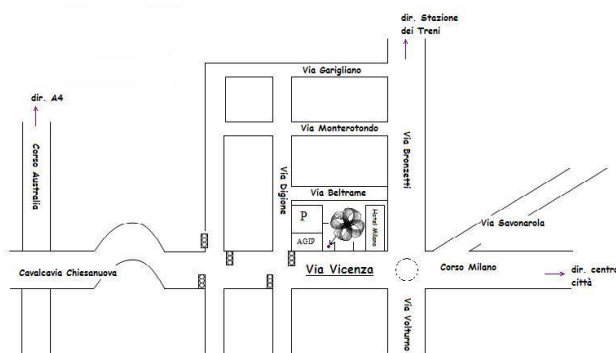 dir. Stazione
dei Treni
Via Garigliano
dir. A4
Via Monterotondo
Corso Australia
Via Bronzetti
Via Digione
Via Beltrame
P
Hotel Milano
Via Savonarola
AGIP
Cavalcavia Chiesanuova
Via Vicenza
Corso Milano
dir. centro
città
Via Volturno